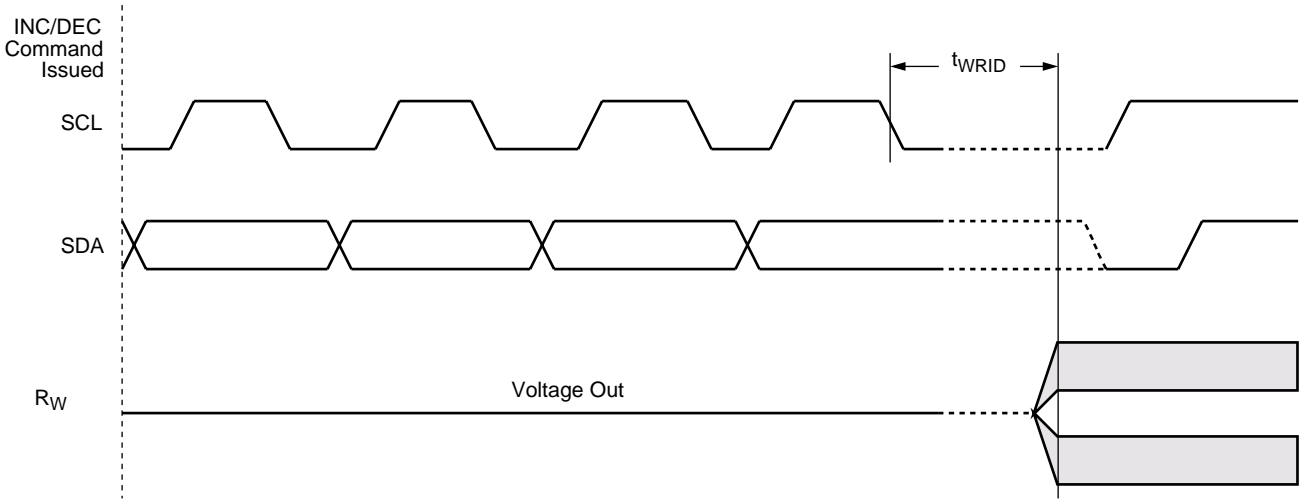 INC/DEC
Command
Issued
tWRID
SCL
SDA
Voltage Out
RW